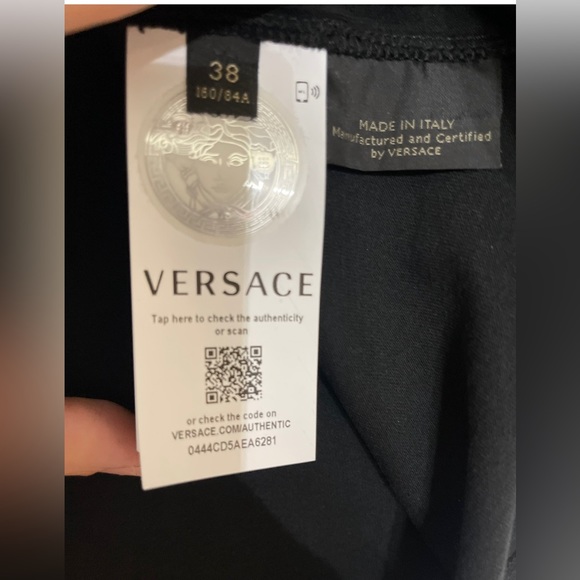 38
160/84A
MADE IN ITALY
Manufactured and Certified
by VERSACE
VERSACE
Tap here to check the authenticity
or scan
or check the code on
VERSACE.COM/AUTHENTIC
0444CD5AEA6281